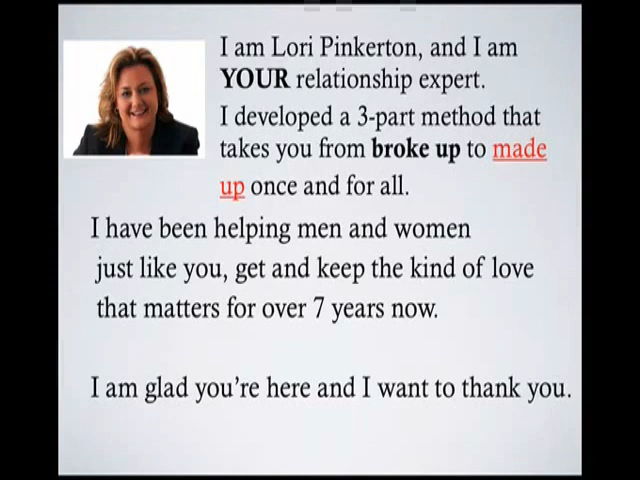 I am Lori Pinkerton, and I am
YOUR relationship expert.
I developed a 3-part method that
takes you from broke up to made
up once and for all.
I have been helping men and women
just like you, get and keep the kind of love
that matters for over 7 years now.
I am glad you're here and I want to thank you.